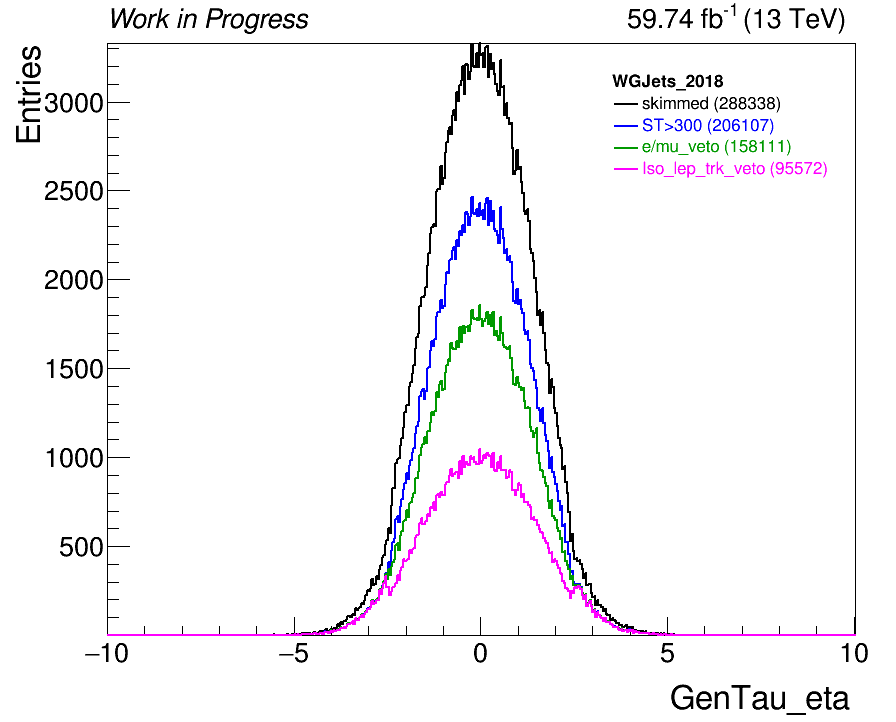 Work in Progress
59.74 fb-1 (13 TeV)
Entries
WGJets_2018
skimmed (288338)
ST>300 (206107)
e/mu_veto (158111)
Iso_lep_trk_veto (95572)
3000
2500
2000
1500
1000
500
−10
−5
0
5
10
GenTau_eta